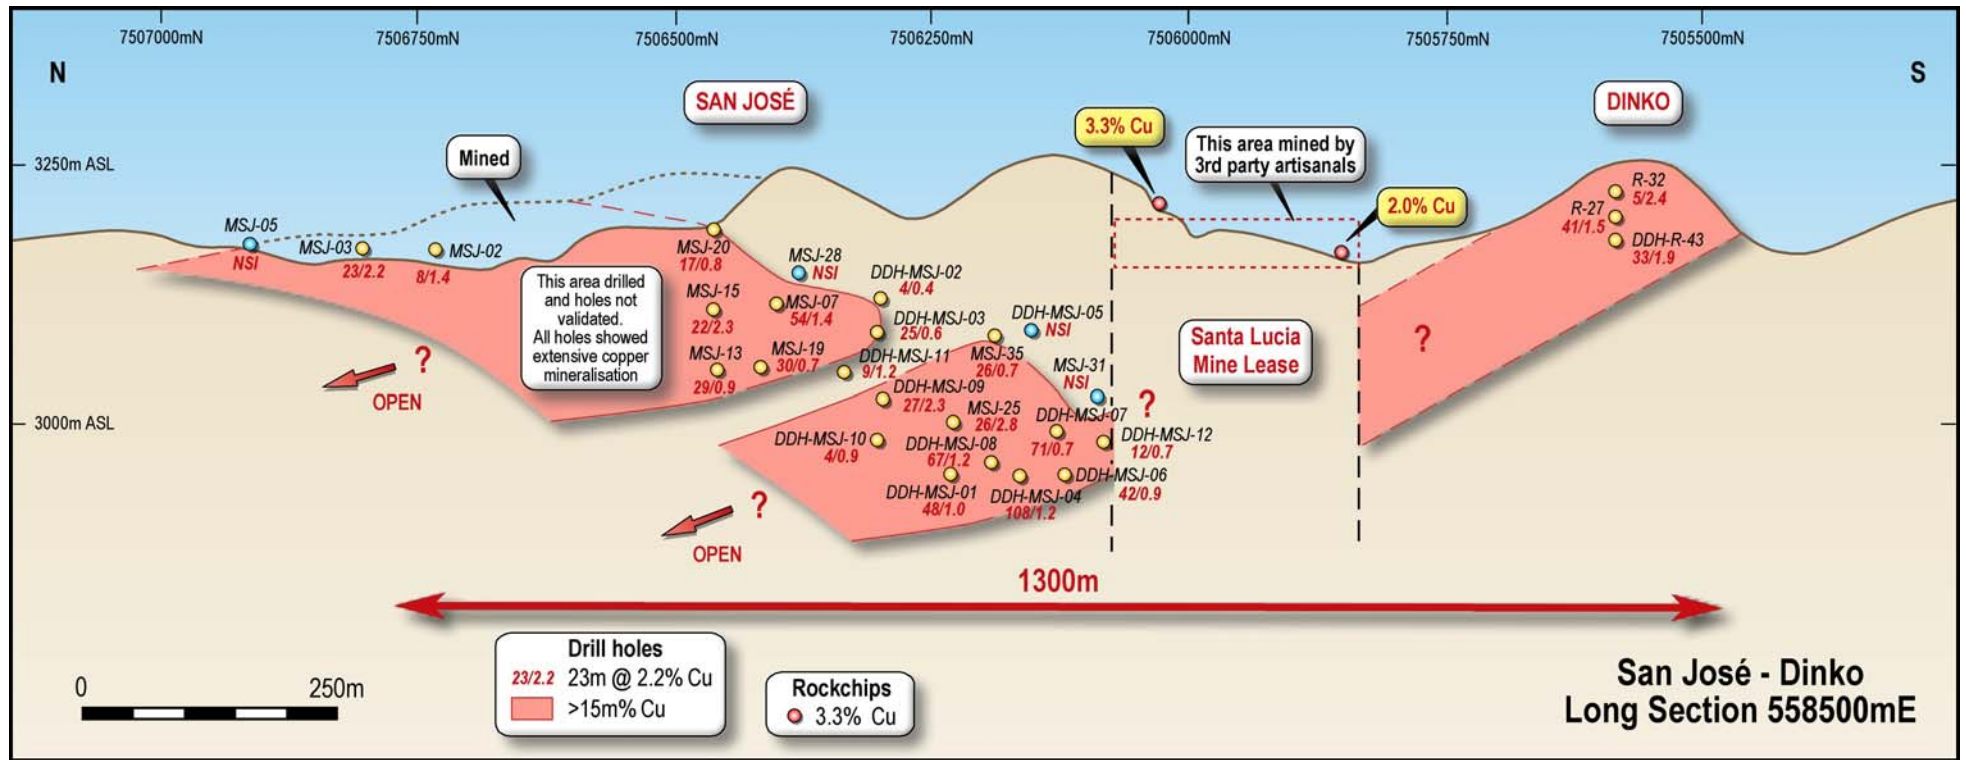 7507000mN
7506750mN
7506500mN
7506250mN
7506000mN
7505750mN
7505500mN
N
S
SAN JOSÉ
DINKO
3.3% Cu
This area mined by
3rd party artisanals
Mined
3250m ASL
2.0% Cu
R-32
5/2.4
R-27
41/1.5
DDH-R-43
33/1.9
MSJ-05
NSI
MSJ-03
23/2.2
MSJ-02
8/1.4
MSJ-20
17/0.8
MSJ-28
NSI
DDH-MSJ-02
4/0.4
This area drilled
and holes not
validated.
All holes showed
extensive copper
mineralisation
MSJ-15
22/2.3
MSJ-07
54/1.4
DDH-MSJ-03
25/0.6
DDH-MSJ-05
NSI
MSJ-13
29/0.9
MSJ-19
30/0.7
DDH-MSJ-11
9/1.2
MSJ-35
26/0.7
MSJ-31
NSI
Santa Lucia
Mine Lease
?
?
OPEN
?
3000m ASL
DDH-MSJ-09
27/2.3
MSJ-25
26/2.8
DDH-MSJ-07
71/0.7
DDH-MSJ-12
12/0.7
DDH-MSJ-10
4/0.9
DDH-MSJ-08
67/1.2
DDH-MSJ-06
42/0.9
DDH-MSJ-01
48/1.0
DDH-MSJ-04
108/1.2
?
OPEN
1300m
0
250m
Drill holes
23/2.2 23m @ 2.2% Cu
>15m% Cu
Rockchips
3.3% Cu
San José - Dinko
Long Section 558500mE